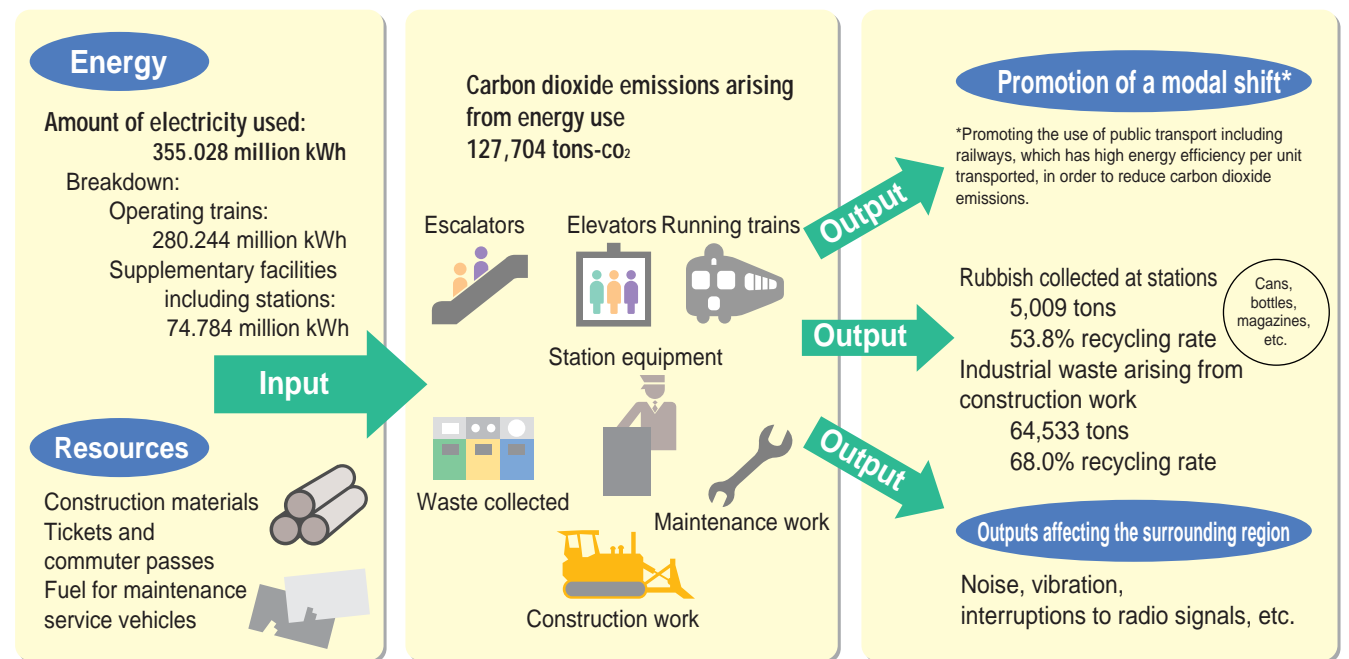 Energy
Amount of electricity used:
355.028 million kWh
Breakdown:
Operating trains:
280.244 million kWh
Supplementary facilities
including stations:
74.784 million kWh
Input
Resources
Construction materials
Tickets and
commuter passes
Fuel for maintenance
service vehicles
Carbon dioxide emissions arising
from energy use
127,704 tons-co₂
Escalators
Elevators
Running trains
Station equipment
Waste collected
Maintenance work
Construction work
Output
Output
Output
Promotion of a modal shift*
*Promoting the use of public transport including
railways, which has high energy efficiency per unit
transported, in order to reduce carbon dioxide
emissions.
Rubbish collected at stations
5,009 tons
53.8% recycling rate
Cans,
bottles,
magazines,
etc.
Industrial waste arising from
construction work
64,533 tons
68.0% recycling rate
Outputs affecting the surrounding region
Noise, vibration,
interruptions to radio signals, etc.